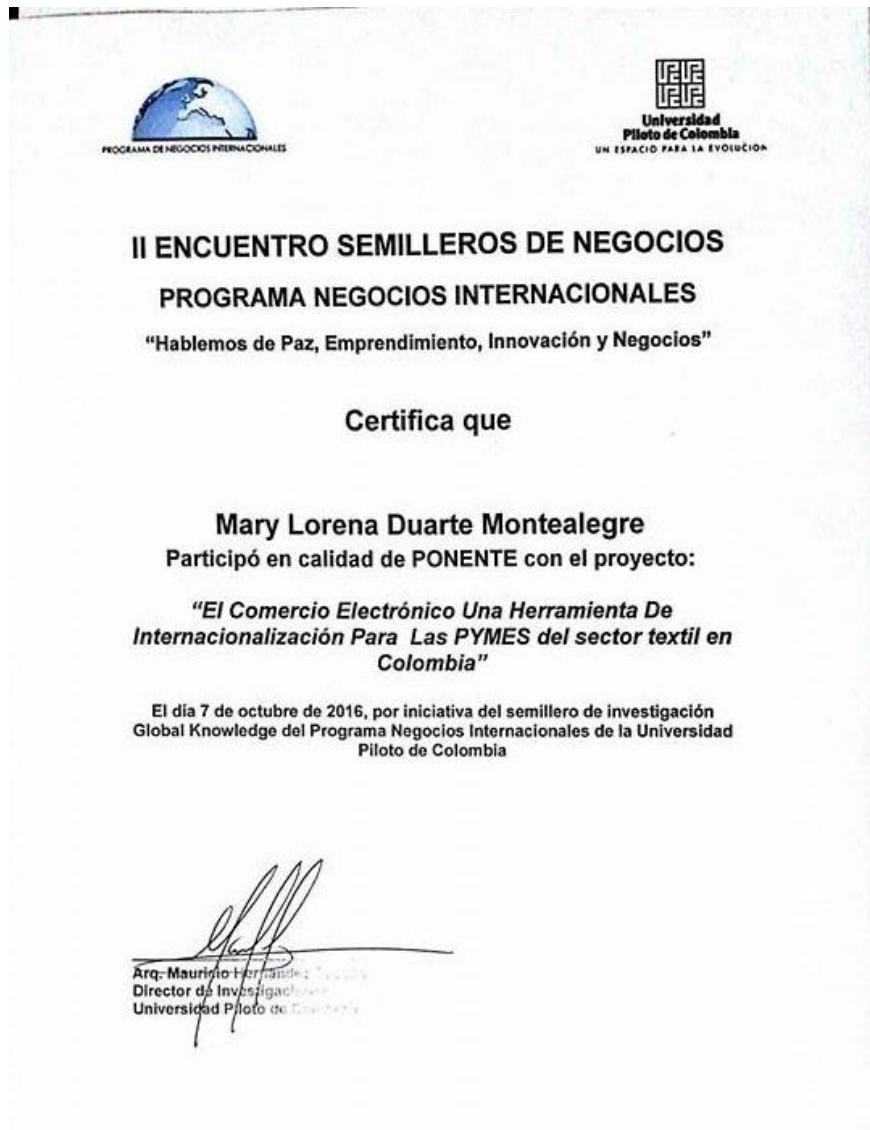 PROGRAMA DE NEGOCIOS INTERNACIONALES
Universidad
Piloto de Colombia
UN ESPACIO PARA LA EVOLUCIÓN
II ENCUENTRO SEMILLEROS DE NEGOCIOS
PROGRAMA NEGOCIOS INTERNACIONALES
“Hablemos de Paz, Emprendimiento, Innovación y Negocios”
Certifica que
Mary Lorena Duarte Montealegre
Participó en calidad de PONENTE con el proyecto:
“El Comercio Electrónico Una Herramienta De
Internacionalización Para Las PYMES del sector textil en
Colombia”
El día 7 de octubre de 2016, por iniciativa del semillero de investigación
Global Knowledge del Programa Negocios Internacionales de la Universidad
Piloto de Colombia
Arq. Mauricio Hernández
Director de Investigaciones
Universidad Piloto de Colombia